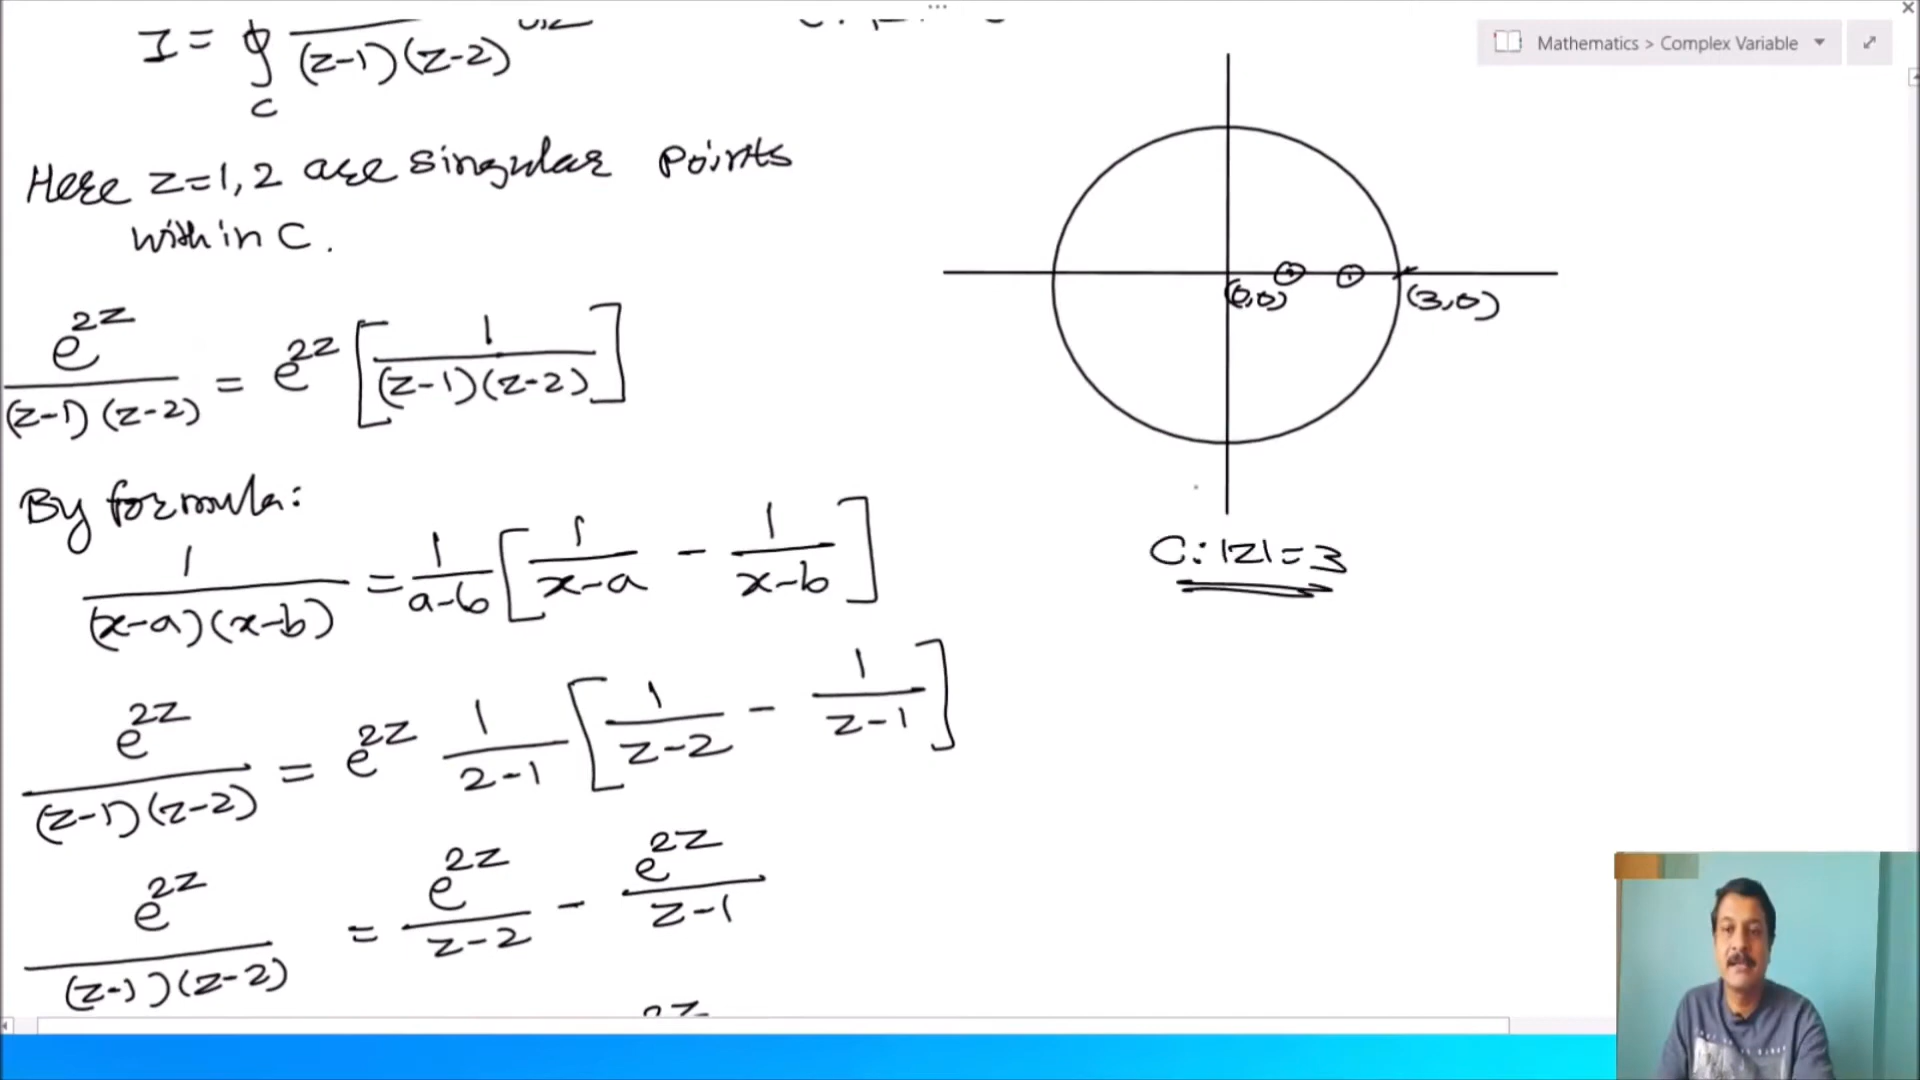 Mathematics > Complex Variable
I = ∮ / (z-1)(z-2)
C
Here z=1,2 are singular points
within C.
(0,0)
(3,0)
e^2z / (z-1)(z-2) = e^2z [ 1 / (z-1)(z-2) ]
By formula:
1 / (x-a)(x-b) = 1 / a-b [ 1 / x-a - 1 / x-b ]
C: |z| = 3
e^2z / (z-1)(z-2) = e^2z 1 / 2-1 [ 1 / z-2 - 1 / z-1 ]
e^2z / (z-1)(z-2) = e^2z / z-2 - e^2z / z-1
2z